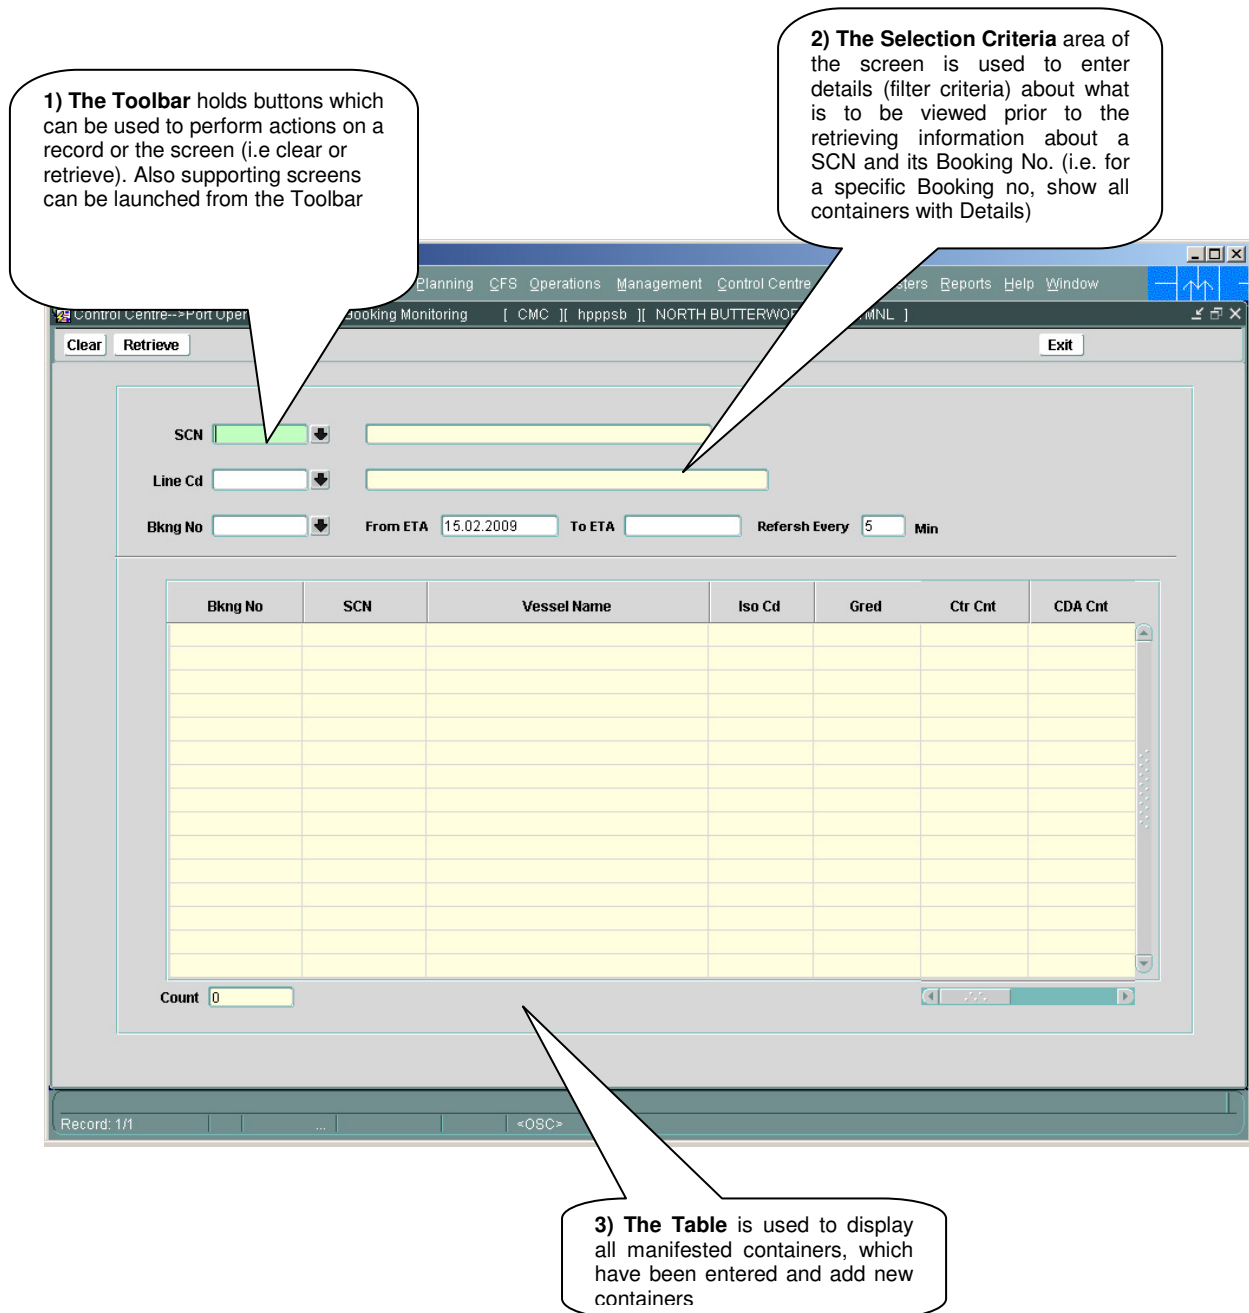 2) The Selection Criteria area of
the screen is used to enter
details (filter criteria) about what
is to be viewed prior to the
retrieving information about a
SCN and its Booking No. (i.e. for
a specific Booking no, show all
containers with Details)
1) The Toolbar holds buttons which
can be used to perform actions on a
record or the screen (i.e clear or
retrieve). Also supporting screens
can be launched from the Toolbar
Planning CFS Operations Management Control Centre Reports Help Window
Control Centre-->Port Oper Booking Monitoring [ CMC ][ hpppsb ][ NORTH BUTTERWO MNL ]
Clear Retrieve Exit
SCN
Line Cd
Bkng No From ETA 15.02.2009 To ETA Refersh Every 5 Min
Bkng No SCN Vessel Name Iso Cd Gred Ctr Cnt CDA Cnt
Count 0
Record: 1/1 ... <OSC>
3) The Table is used to display
all manifested containers, which
have been entered and add new
containers